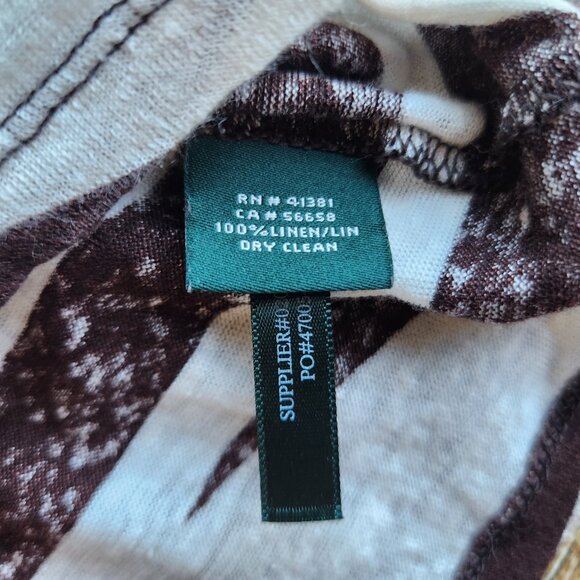 RN # 41381
CA # 56658
100%LINEN/LIN
DRY CLEAN
SUPPLIER#0
PO#4700